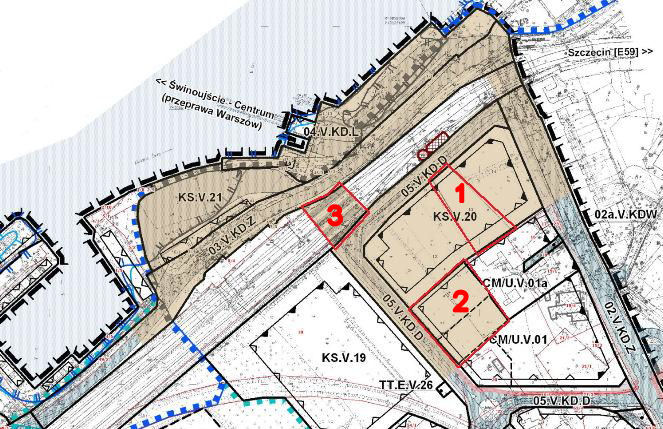 Szczecin [E59] >>
<< Świnoujście - Centrum
(przeprawa Warszów)
04.V.KD.L
05.V.KD.D
1
KS.V.21
3
KS.V.20
02a.V.KDW
03.V.KD.Z
2
CM/U.V.01a
05.V.KD.D
02.V.KD.Z
CM/U.V.01
KS.V.19
TT.E.V.26
05.V.KD.D